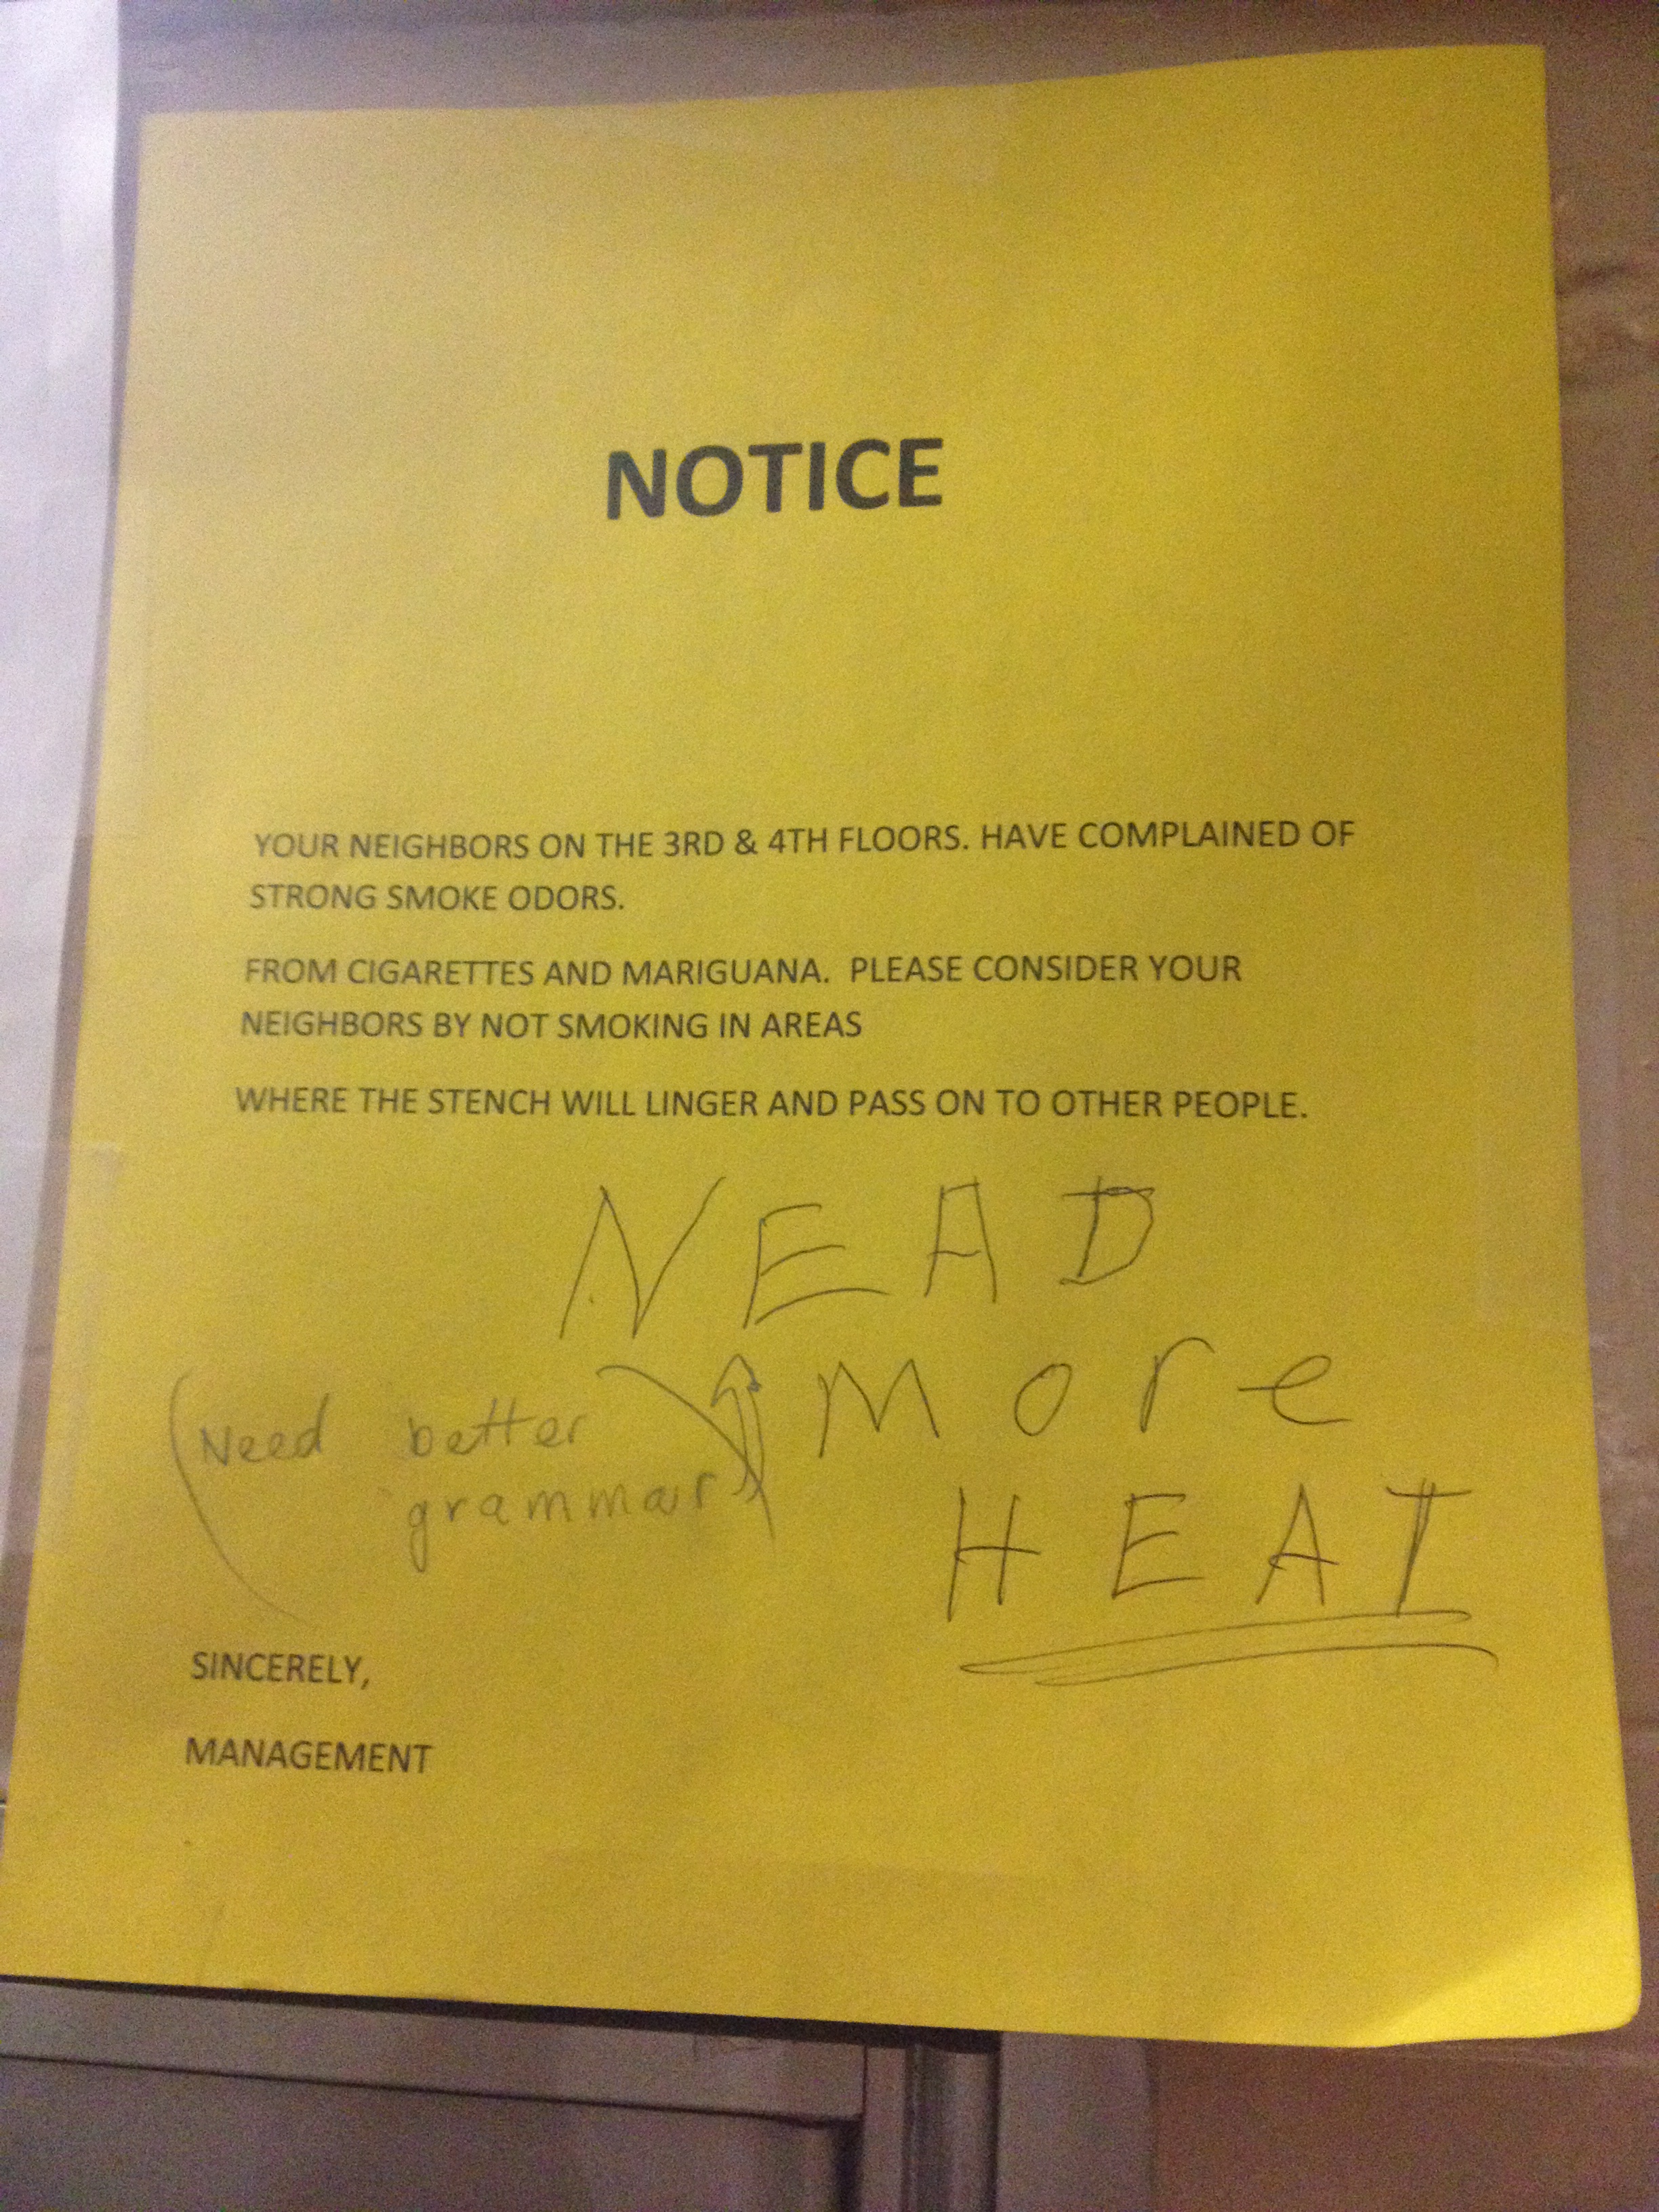 NOTICE
YOUR NEIGHBORS ON THE 3RD & 4TH FLOORS. HAVE COMPLAINED OF
STRONG SMOKE ODORS.
FROM CIGARETTES AND MARIGUANA. PLEASE CONSIDER YOUR
NEIGHBORS BY NOT SMOKING IN AREAS
WHERE THE STENCH WILL LINGER AND PASS ON TO OTHER PEOPLE.
NEAD
more
HEAT
(Need better
grammar)
SINCERELY,
MANAGEMENT